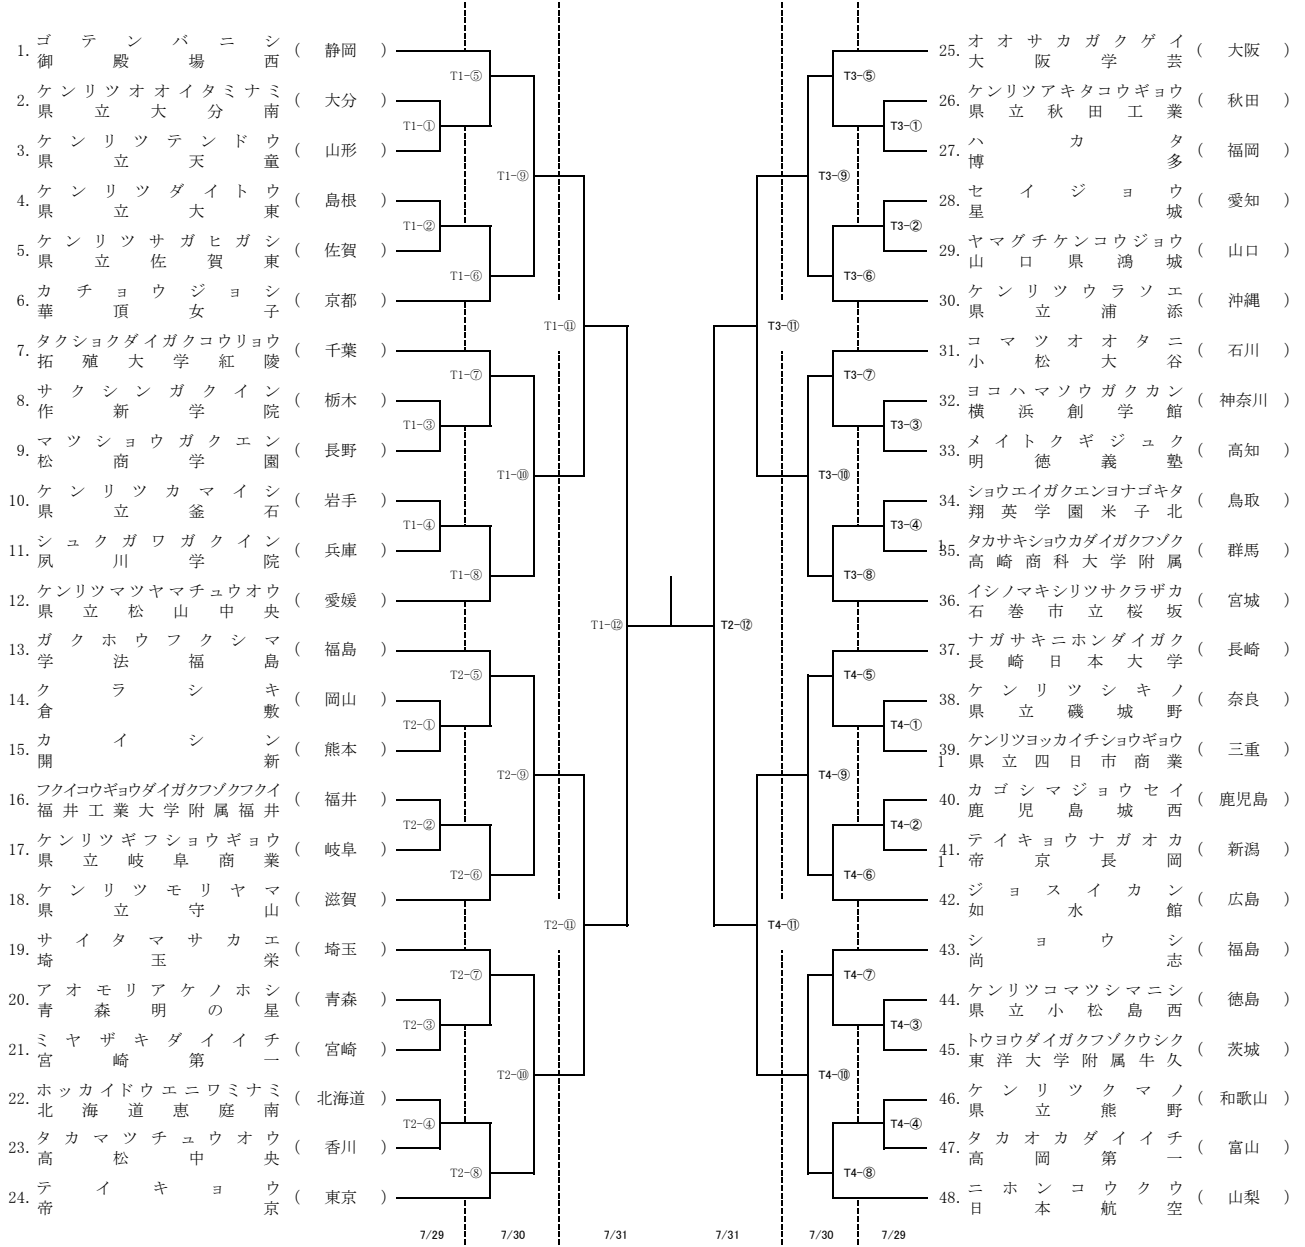 ゴテンバニシ
1. 御殿場西 ( 静岡 )
ケンリツオオイタミナミ
2. 県立大分南 ( 大分 )
ケンリツテンドウ
3. 県立天童 ( 山形 )
ケンリツダイトウ
4. 県立大東 ( 島根 )
ケンリツサガヒガシ
5. 県立佐賀東 ( 佐賀 )
カチョウジョシ
6. 華頂女子 ( 京都 )
タクショクダイガクコウリョウ
7. 拓殖大学紅陵 ( 千葉 )
サクシンガクイン
8. 作新学院 ( 栃木 )
マツショウガクエン
9. 松商学園 ( 長野 )
ケンリツカマイシ
10. 県立釜石 ( 岩手 )
シュクガワガクイン
11. 夙川学院 ( 兵庫 )
ケンリツマツヤマチュウオウ
12. 県立松山中央 ( 愛媛 )
ガクホウフクシマ
13. 学法福島 ( 福島 )
クラシキ
14. 倉敷 ( 岡山 )
カイシン
15. 開新 ( 熊本 )
フクイコウギョウダイガクフゾクフクイ
16. 福井工業大学附属福井 ( 福井 )
ケンリツギフショウギョウ
17. 県立岐阜商業 ( 岐阜 )
ケンリツモリヤマ
18. 県立守山 ( 滋賀 )
サイタマサカエ
19. 埼玉栄 ( 埼玉 )
アオモリアケノホシ
20. 青森明の星 ( 青森 )
ミヤザキダイイチ
21. 宮崎第一 ( 宮崎 )
ホッカイドウエニワミナミ
22. 北海道恵庭南 ( 北海道 )
タカマツチュウオウ
23. 高松中央 ( 香川 )
テイキョウ
24. 帝京 ( 東京 )
T1-⑤
T1-①
T1-⑨
T1-②
T1-⑥
T1-⑪
T1-⑦
T1-③
T1-⑩
T1-④
T1-⑧
T1-⑫
T2-⑤
T2-①
T2-⑨
T2-②
T2-⑥
T2-⑪
T2-⑦
T2-③
T2-⑩
T2-④
T2-⑧
7/29 7/30 7/31
T3-⑤
T3-①
T3-⑨
T3-②
T3-⑥
T3-⑪
T3-⑦
T3-③
T3-⑩
T3-④
T3-⑧
T2-⑫
T4-⑤
T4-①
T4-⑨
T4-②
T4-⑥
T4-⑪
T4-⑦
T4-③
T4-⑩
T4-④
T4-⑧
7/31 7/30 7/29
オオサカガクゲイ
25. 大阪学芸 ( 大阪 )
ケンリツアキタコウギョウ
26. 県立秋田工業 ( 秋田 )
ハカタ
27. 博多 ( 福岡 )
セイジョウ
28. 星城 ( 愛知 )
ヤマグチケンコウジョウ
29. 山口県鴻城 ( 山口 )
ケンリツウラソエ
30. 県立浦添 ( 沖縄 )
コマツオオタニ
31. 小松大谷 ( 石川 )
ヨコハマソウガクカン
32. 横浜創学館 ( 神奈川 )
メイトクギジュク
33. 明徳義塾 ( 高知 )
ショウエイガクエンヨナゴキタ
34. 翔英学園米子北 ( 鳥取 )
タカサキショウカダイガクフゾク
1
35. 高崎商科大学附属 ( 群馬 )
イシノマキシリツサクラザカ
36. 石巻市立桜坂 ( 宮城 )
ナガサキニホンダイガク
37. 長崎日本大学 ( 長崎 )
ケンリツシキノ
38. 県立磯城野 ( 奈良 )
ケンリツヨッカイチショウギョウ
39. 県立四日市商業 ( 三重 )
1
カゴシマジョウセイ
40. 鹿児島城西 ( 鹿児島 )
テイキョウナガオカ
41. 帝京長岡 ( 新潟 )
1
ジョスイカン
42. 如水館 ( 広島 )
ショウシ
43. 尚志 ( 福島 )
ケンリツコマツシマニシ
44. 県立小松島西 ( 徳島 )
トウヨウダイガクフゾクウシク
45. 東洋大学附属牛久 ( 茨城 )
ケンリツクマノ
46. 県立熊野 ( 和歌山 )
タカオカダイイチ
47. 高岡第一 ( 富山 )
ニホンコウクウ
48. 日本航空 ( 山梨 )